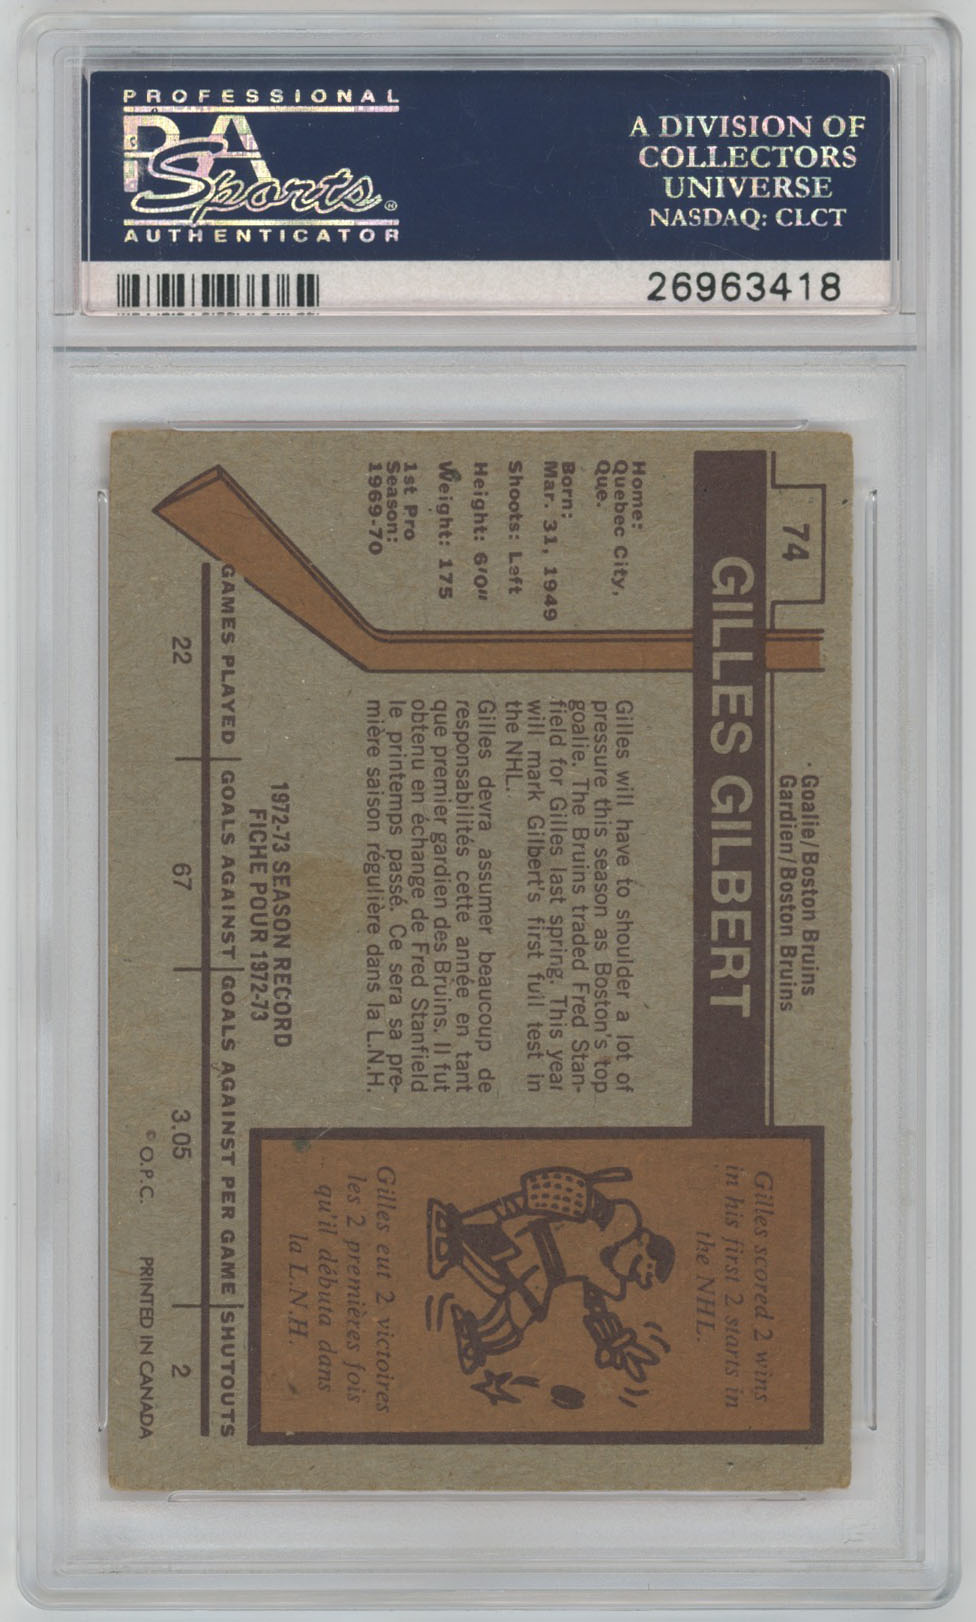 PROFESSIONAL
PSA
Sports®
AUTHENTICATOR
A DIVISION OF
COLLECTORS
UNIVERSE
NASDAQ: CLCT
26963418
74
Goalie/Boston Bruins
Gardien/Boston Bruins
GILLES GILBERT
Home:
Quebec City,
Que.
Born:
Mar. 31, 1949
Shoots: Left
Height: 6'0"
Weight: 175
1st Pro
Season:
1969-70
Gilles will have to shoulder a lot of
pressure this season as Boston's top
goalie. The Bruins traded Fred Stan-
field for Gilles last spring. This year
will mark Gilbert's first full test in
the NHL.
Gilles devra assumer beaucoup de
responsabilités cette année en tant
que premier gardien des Bruins. Il fut
obtenu en échange de Fred Stanfield
le printemps passé. Ce sera sa pre-
mière saison régulière dans la L.N.H.
Gilles scored 2 wins
in his first 2 starts in
the NHL.
Gilles eut 2 victoires
les 2 premières fois
qu'il débuta dans
la L.N.H.
1972-73 SEASON RECORD
FICHE POUR 1972-73
GAMES PLAYED GOALS AGAINST GOALS AGAINST PER GAME SHUTOUTS
22 67 3.05 2
© O.P.C. PRINTED IN CANADA